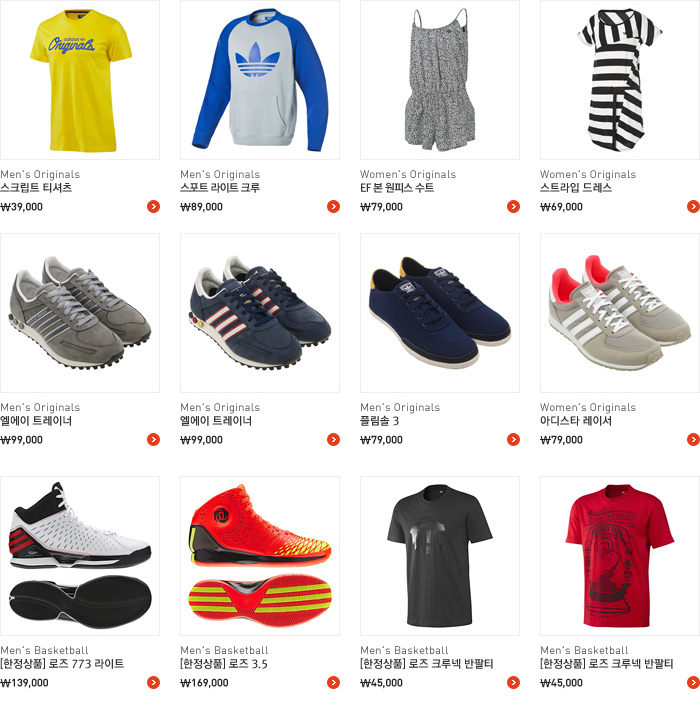 adidas
Originals
Men's Originals
스크립트 티셔츠
₩39,000
Men's Originals
스포트 라이트 크루
₩89,000
Women's Originals
EF 본 원피스 수트
₩79,000
Women's Originals
스트라입 드레스
₩69,000
Men's Originals
엘에이 트레이너
₩99,000
Men's Originals
엘에이 트레이너
₩99,000
Men's Originals
플림솔 3
₩79,000
Women's Originals
아디스타 레이서
₩79,000
Men's Basketball
[한정상품] 로즈 773 라이트
₩139,000
Men's Basketball
[한정상품] 로즈 3.5
₩169,000
Men's Basketball
[한정상품] 로즈 크루넥 반팔티
₩45,000
Men's Basketball
[한정상품] 로즈 크루넥 반팔티
₩45,000